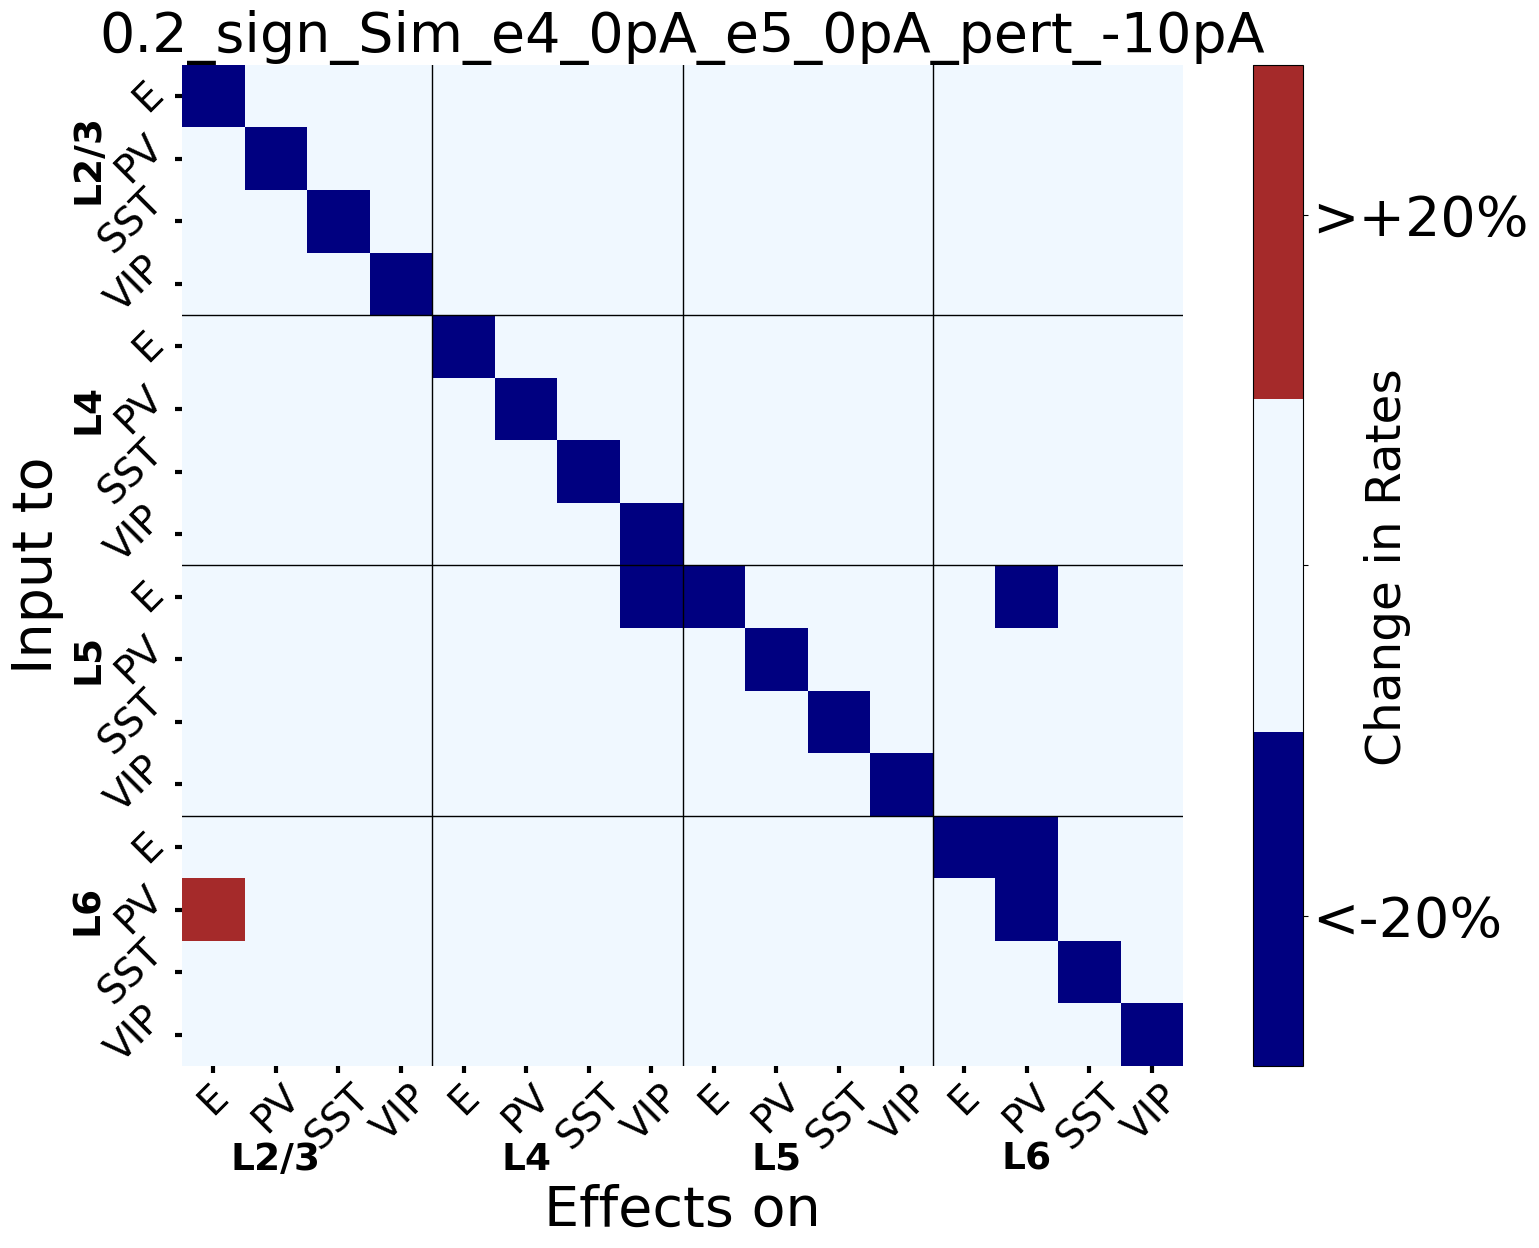 0.2_sign_Sim_e4_0pA_e5_0pA_pert_-10pA
Input to
L2/3
E
PV
SST
VIP
L4
E
PV
SST
VIP
L5
E
PV
SST
VIP
L6
E
PV
SST
VIP
E PV SST VIP E PV SST VIP E PV SST VIP E PV SST VIP
L2/3 L4 L5 L6
Effects on
>+20%
<-20%
Change in Rates